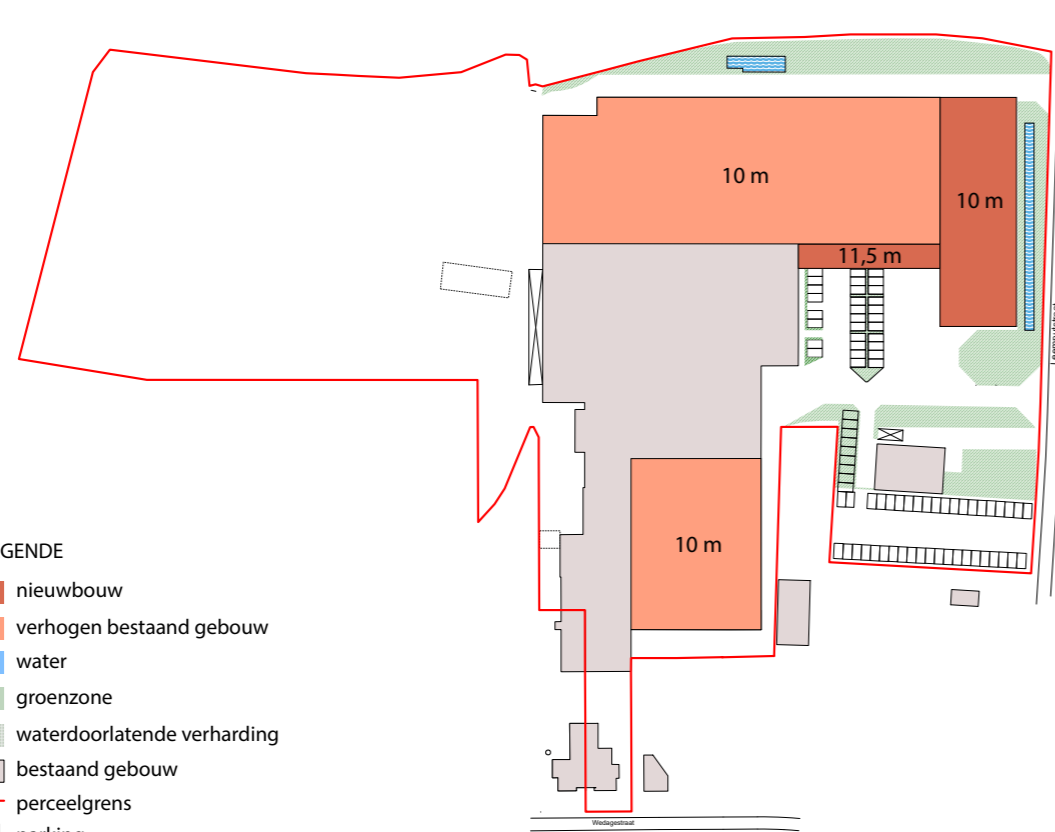 10 m
10 m
11,5 m
10 m
GENDE
nieuwbouw
verhogen bestaand gebouw
water
groenzone
waterdoorlatende verharding
bestaand gebouw
perceelgrens
Wedagestraat